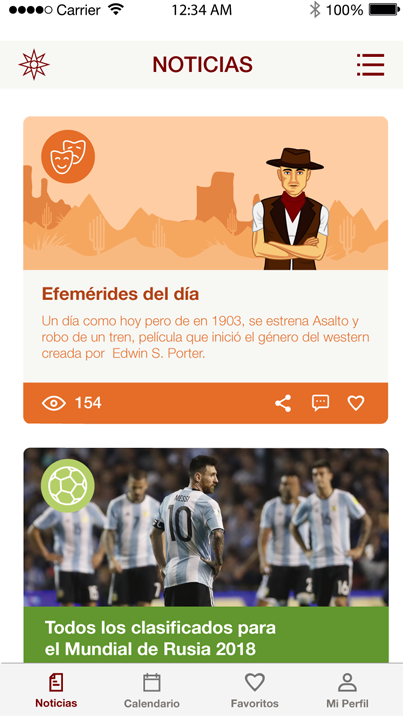 Carrier 12:34 AM 100%
NOTICIAS
Efemérides del día
Un día como hoy pero de en 1903, se estrena Asalto y
robo de un tren, película que inició el género del western
creada por Edwin S. Porter.
154
MESSI
10
16
Todos los clasificados para
el Mundial de Rusia 2018
Noticias Calendario Favoritos Mi Perfil